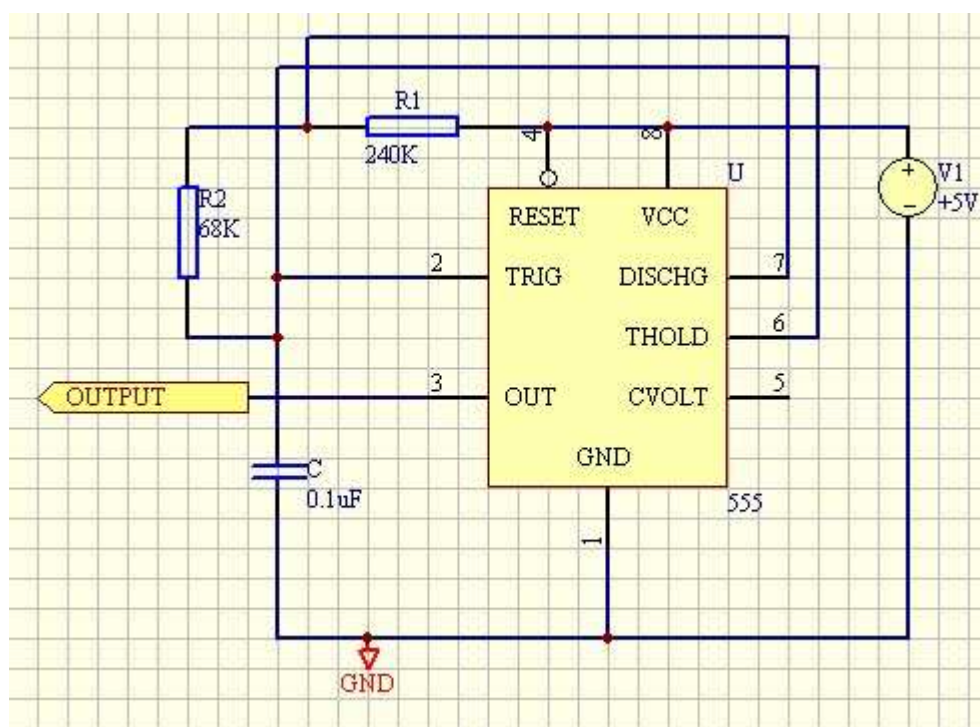 R1
240K
4
8
V1
+5V
U
R2
68K
RESET
VCC
2
TRIG
DISCHG
7
THOLD
6
OUTPUT
3
OUT
CVOLT
5
GND
C
0.1uF
555
1
GND